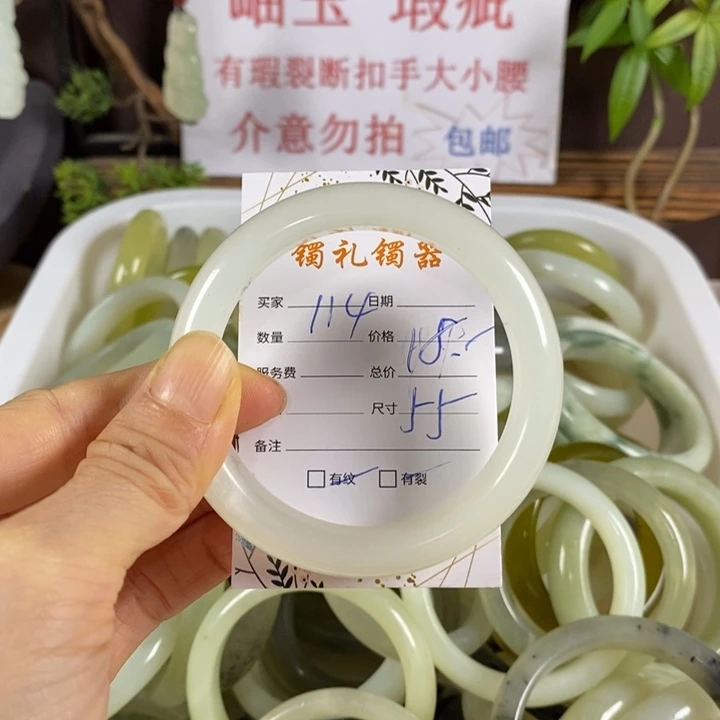 岫玉 瑕疵
有瑕裂断扣手大小腰
介意勿拍 包邮
镯礼镯器
买家 114 日期
数量 价格
服务费 总价
尺寸 55
备注
□ 有纹 □ 有裂